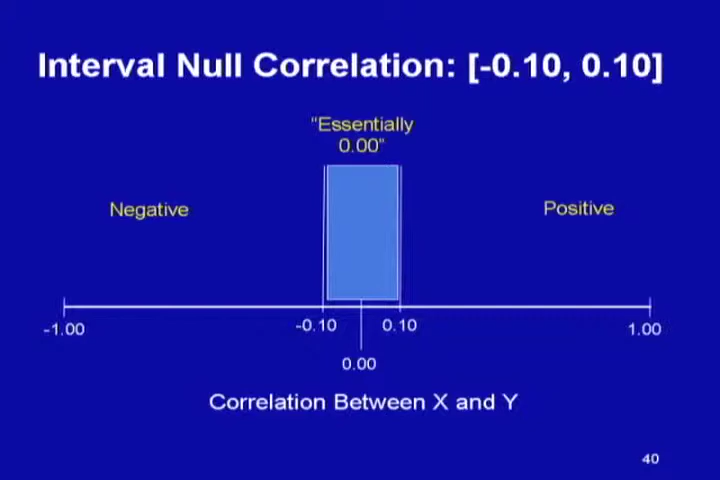 Interval Null Correlation: [-0.10, 0.10]
"Essentially
0.00"
Negative
Positive
-1.00
-0.10
0.10
1.00
0.00
Correlation Between X and Y
40